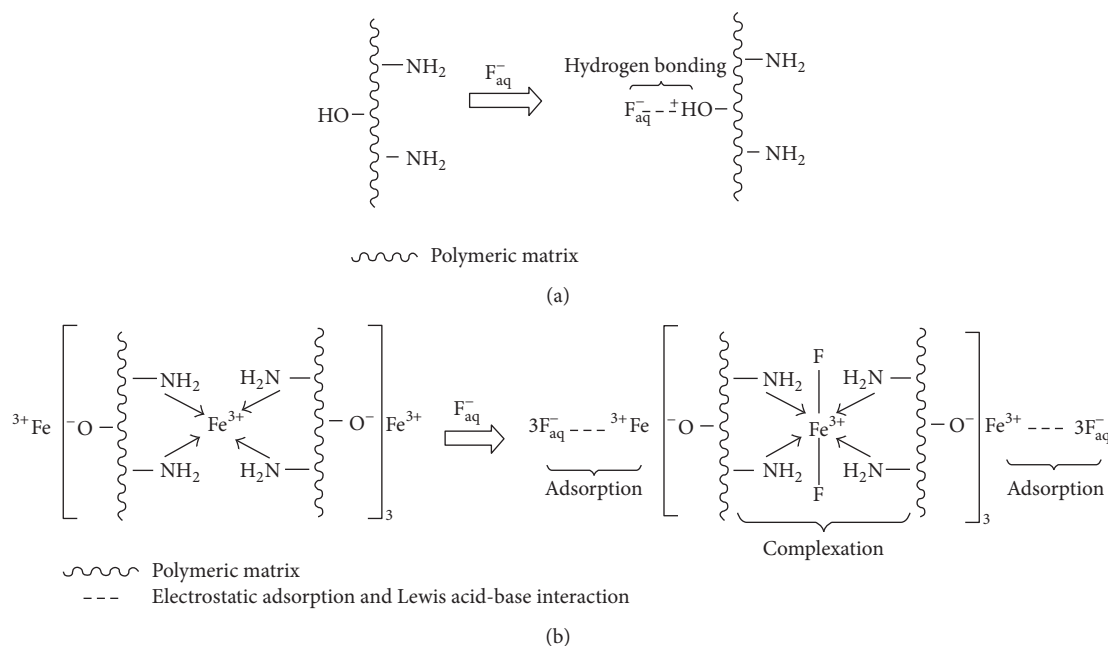 NH₂
F⁻aq
Hydrogen bonding
NH₂
HO
F⁻aq --- ⁺HO
NH₂
NH₂
Polymeric matrix
(a)
³⁺Fe [ ⁻O NH₂ H₂N Fe³⁺ NH₂ H₂N O⁻ ]₃ Fe³⁺
F⁻aq
3F⁻aq --- ³⁺Fe [ ⁻O NH₂ F H₂N Fe³⁺ NH₂ F H₂N O⁻ ]₃ Fe³⁺ --- 3F⁻aq
Adsorption
Adsorption
Complexation
Polymeric matrix
--- Electrostatic adsorption and Lewis acid-base interaction
(b)